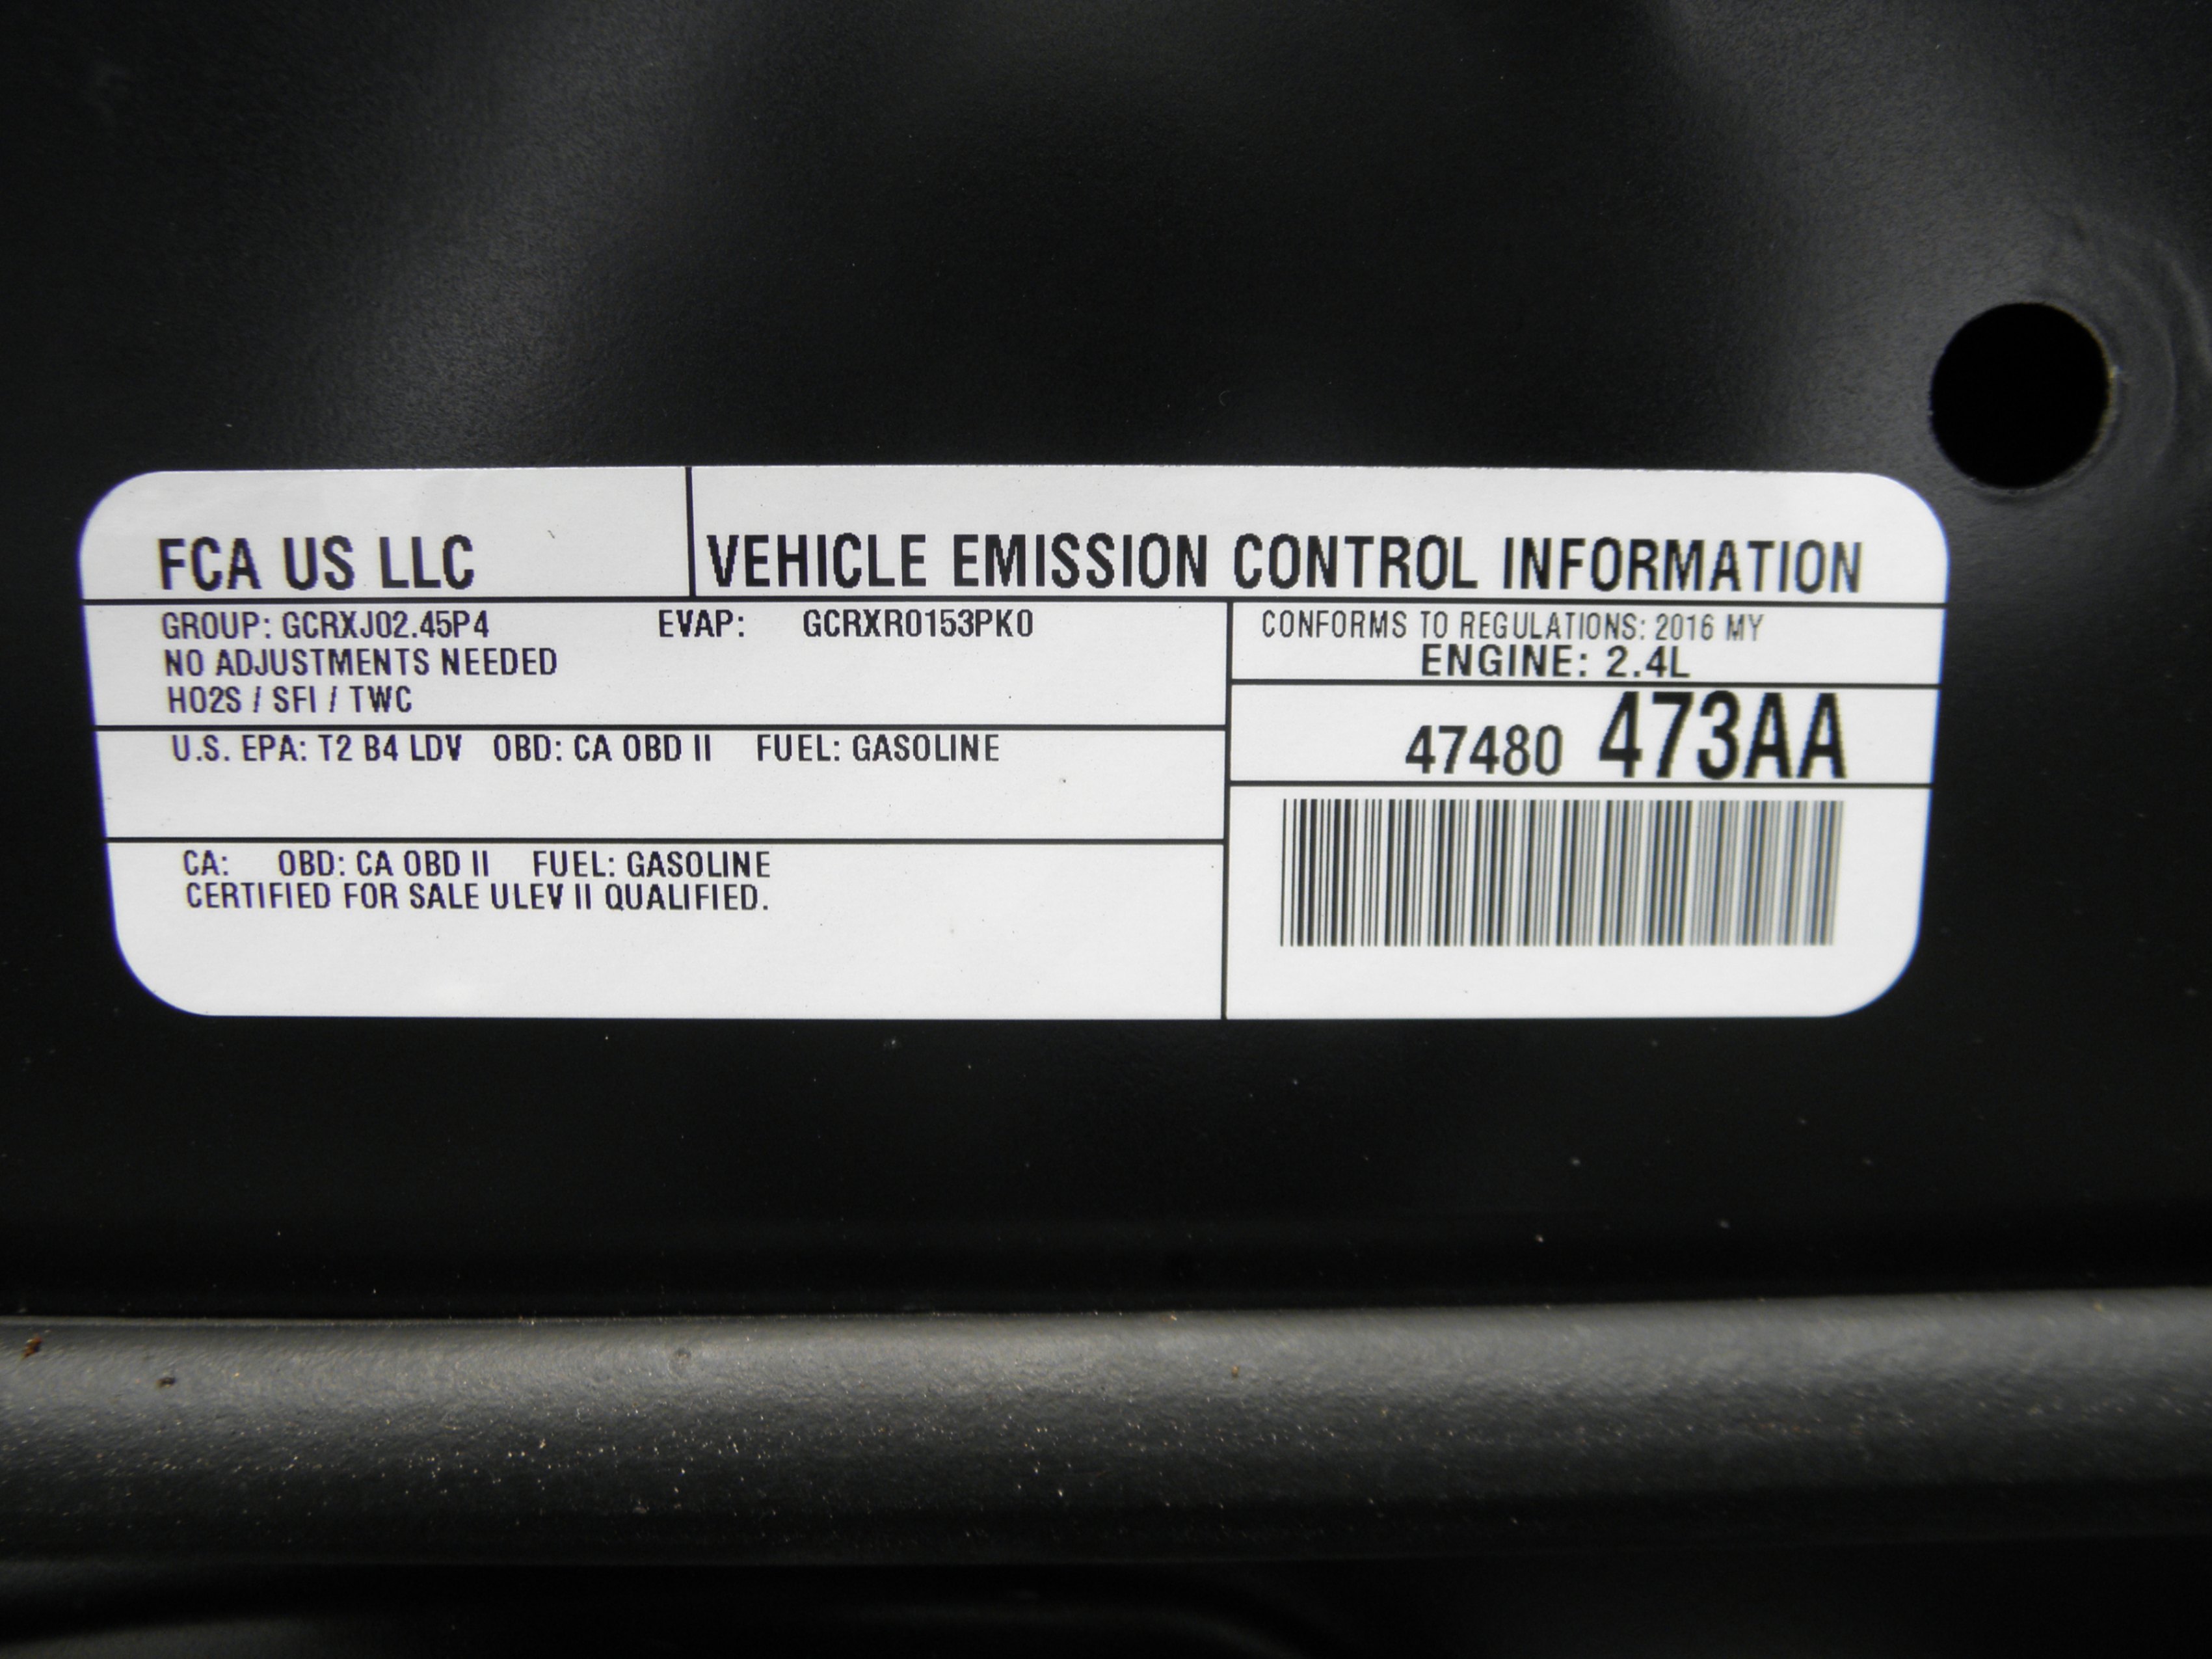 FCA US LLC
VEHICLE EMISSION CONTROL INFORMATION
GROUP: GCRXJ02.45P4 EVAP: GCRXR0153PK0
NO ADJUSTMENTS NEEDED
HO2S / SFI / TWC
U.S. EPA: T2 B4 LDV OBD: CA OBD II FUEL: GASOLINE
CA: OBD: CA OBD II FUEL: GASOLINE
CERTIFIED FOR SALE ULEV II QUALIFIED.
CONFORMS TO REGULATIONS: 2016 MY
ENGINE: 2.4L
47480 473AA